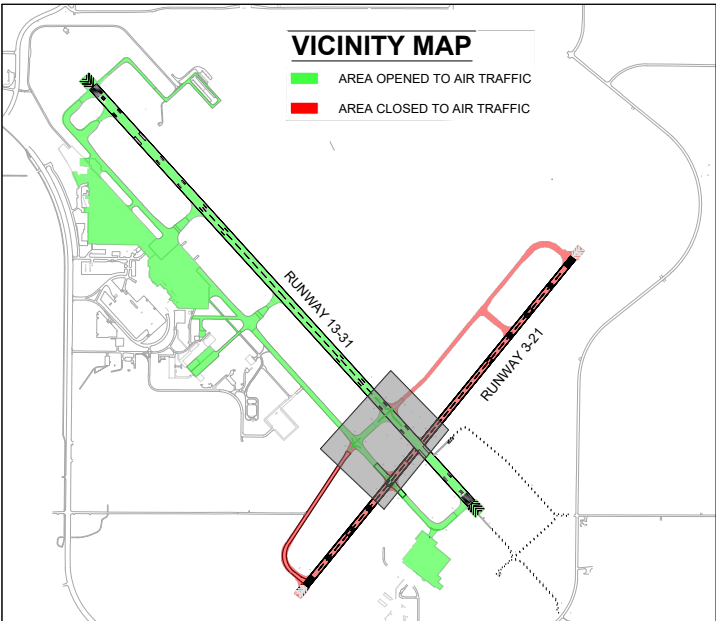 VICINITY MAP
AREA OPENED TO AIR TRAFFIC
AREA CLOSED TO AIR TRAFFIC
RUNWAY 13-31
RUNWAY 3-21